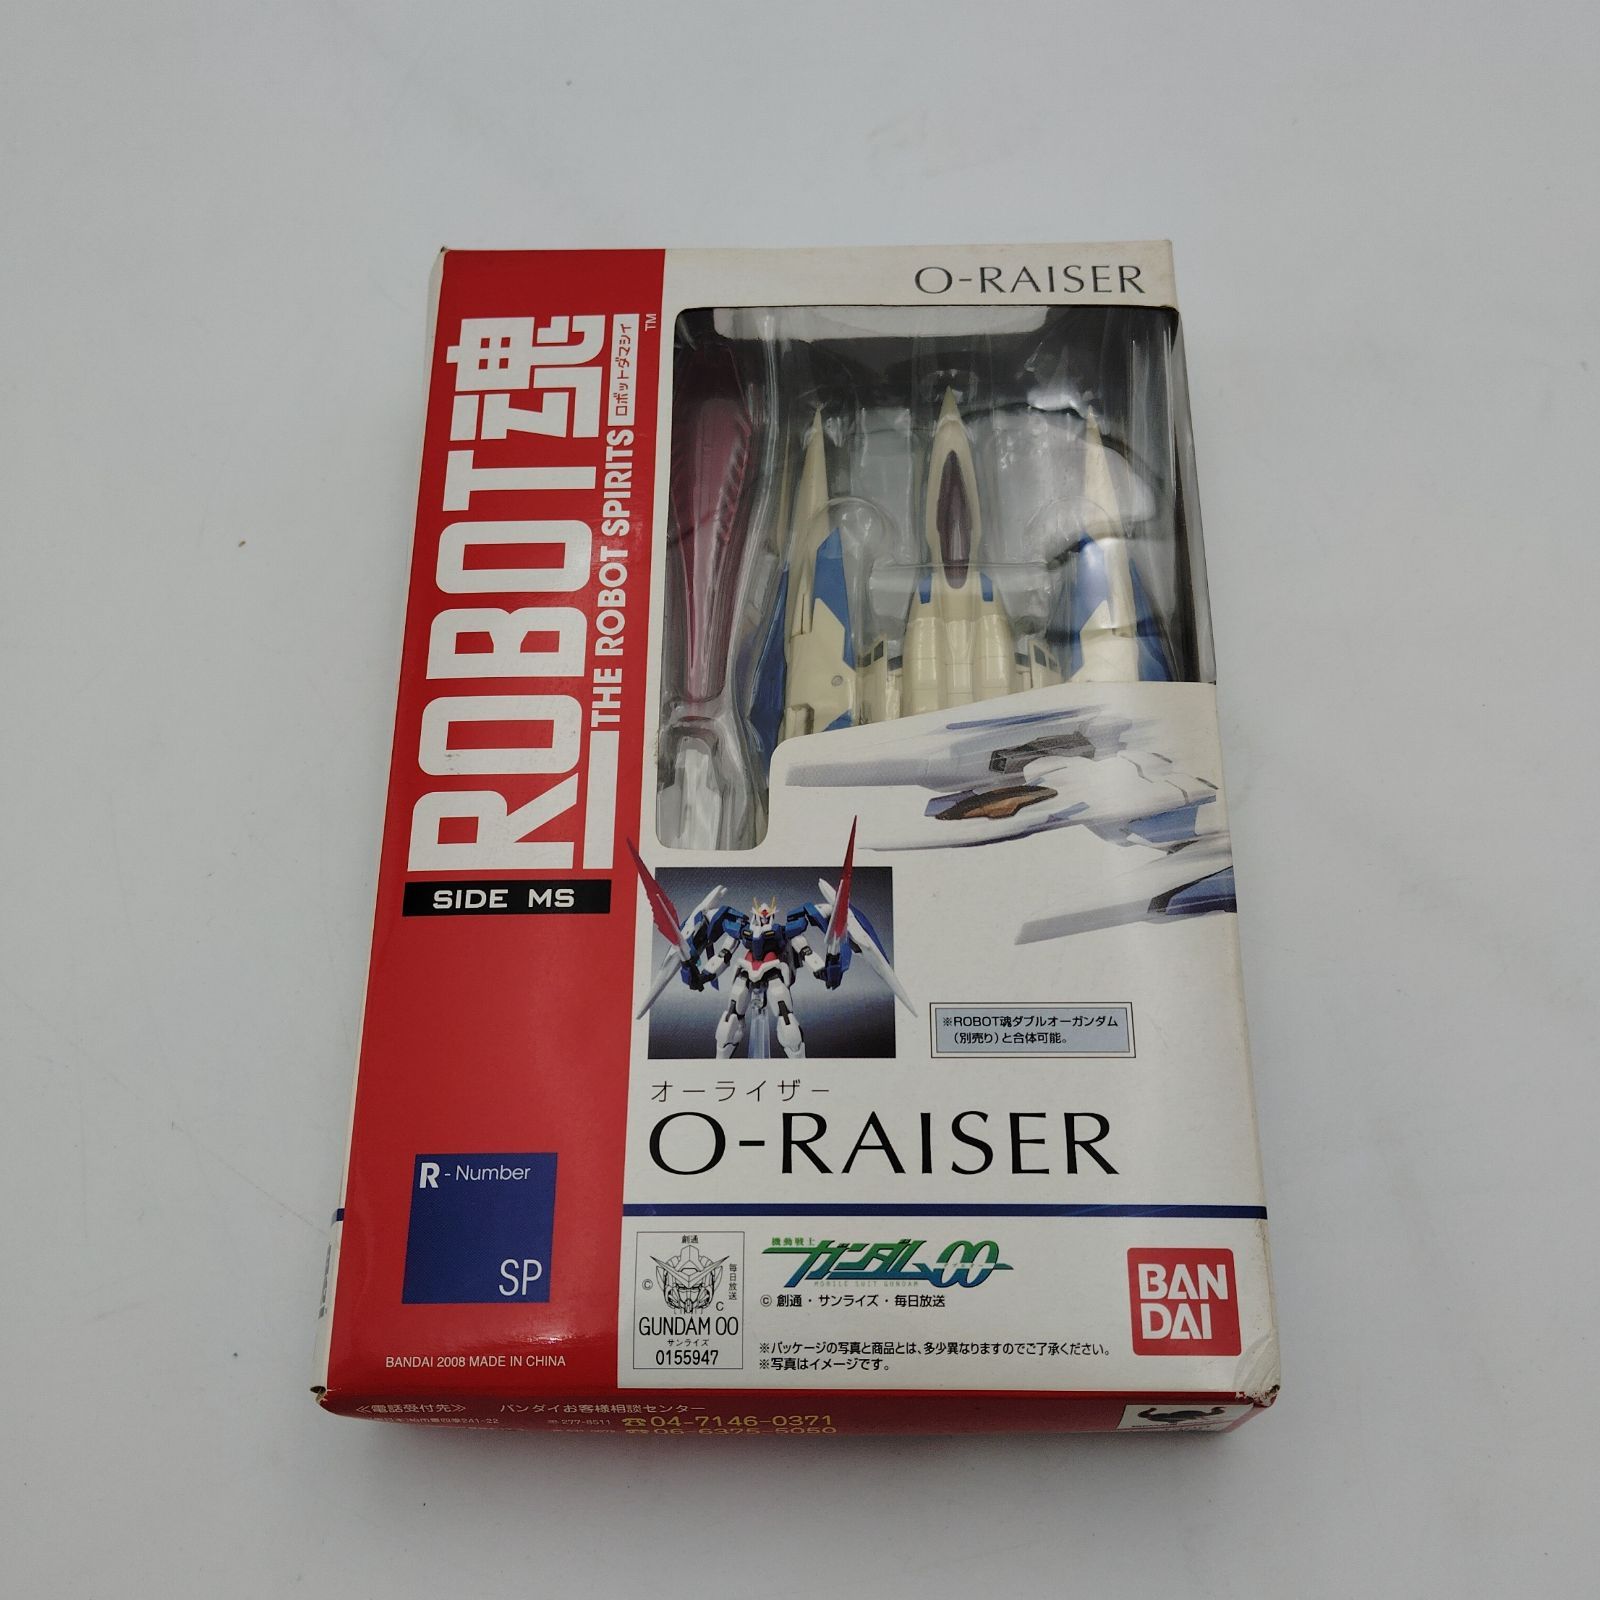 O-RAISER
ROBOT魂
ロボットダマシイ
TM
THE ROBOT SPIRITS
SIDE MS
※ROBOT魂ダブルオーガンダム
(別売り)と合体可能。
オーライザー
O-RAISER
R - Number
SP
創通
毎日放送
©
C
GUNDAM 00
サンライズ
0155947
機動戦士
ガンダム00
MOBILE SUIT GUNDAM
© 創通・サンライズ・毎日放送
BAN
DAI
※パッケージの写真と商品とは、多少異なりますのでご了承ください。
※写真はイメージです。
BANDAI 2008 MADE IN CHINA
≪電話受付先≫ バンダイお客様相談センター
241-22 〒277-8511 ☎04-7146-0371
☎06-6375-5050